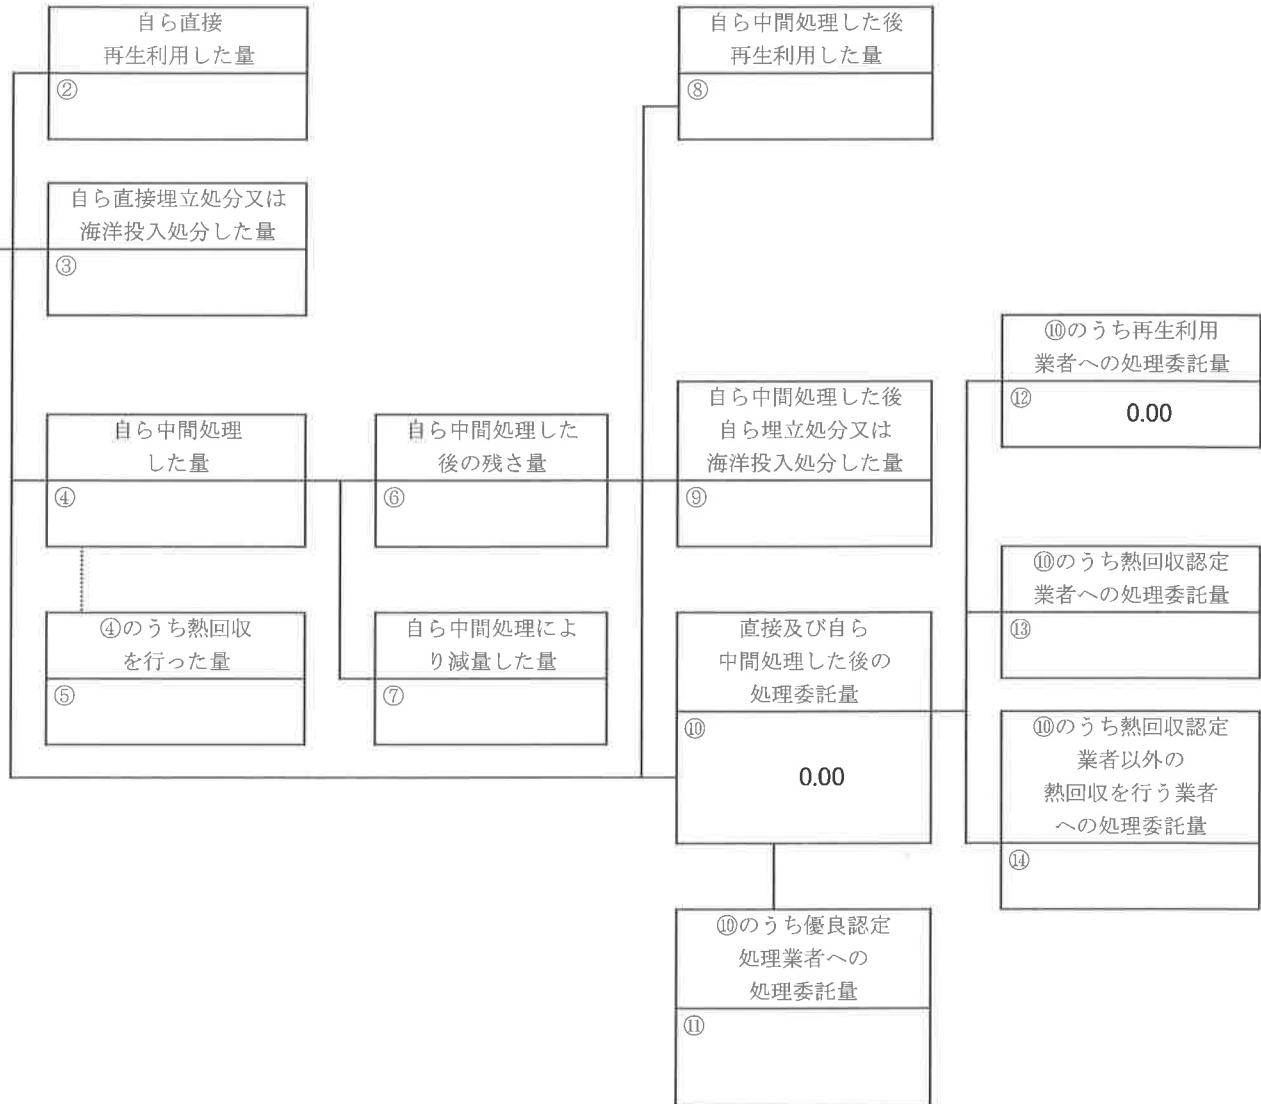 自ら直接
再生利用した量
②
自ら中間処理した後
再生利用した量
⑧
自ら直接埋立処分又は
海洋投入処分した量
③
⑩のうち再生利用
業者への処理委託量
⑫
0.00
自ら中間処理
した量
④
自ら中間処理した
後の残さ量
⑥
自ら中間処理した後
自ら埋立処分又は
海洋投入処分した量
⑨
⑩のうち熱回収認定
業者への処理委託量
⑬
④のうち熱回収
を行った量
⑤
自ら中間処理によ
り減量した量
⑦
直接及び自ら
中間処理した後の
処理委託量
⑩
0.00
⑩のうち熱回収認定
業者以外の
熱回収を行う業者
への処理委託量
⑭
⑩のうち優良認定
処理業者への
処理委託量
⑪